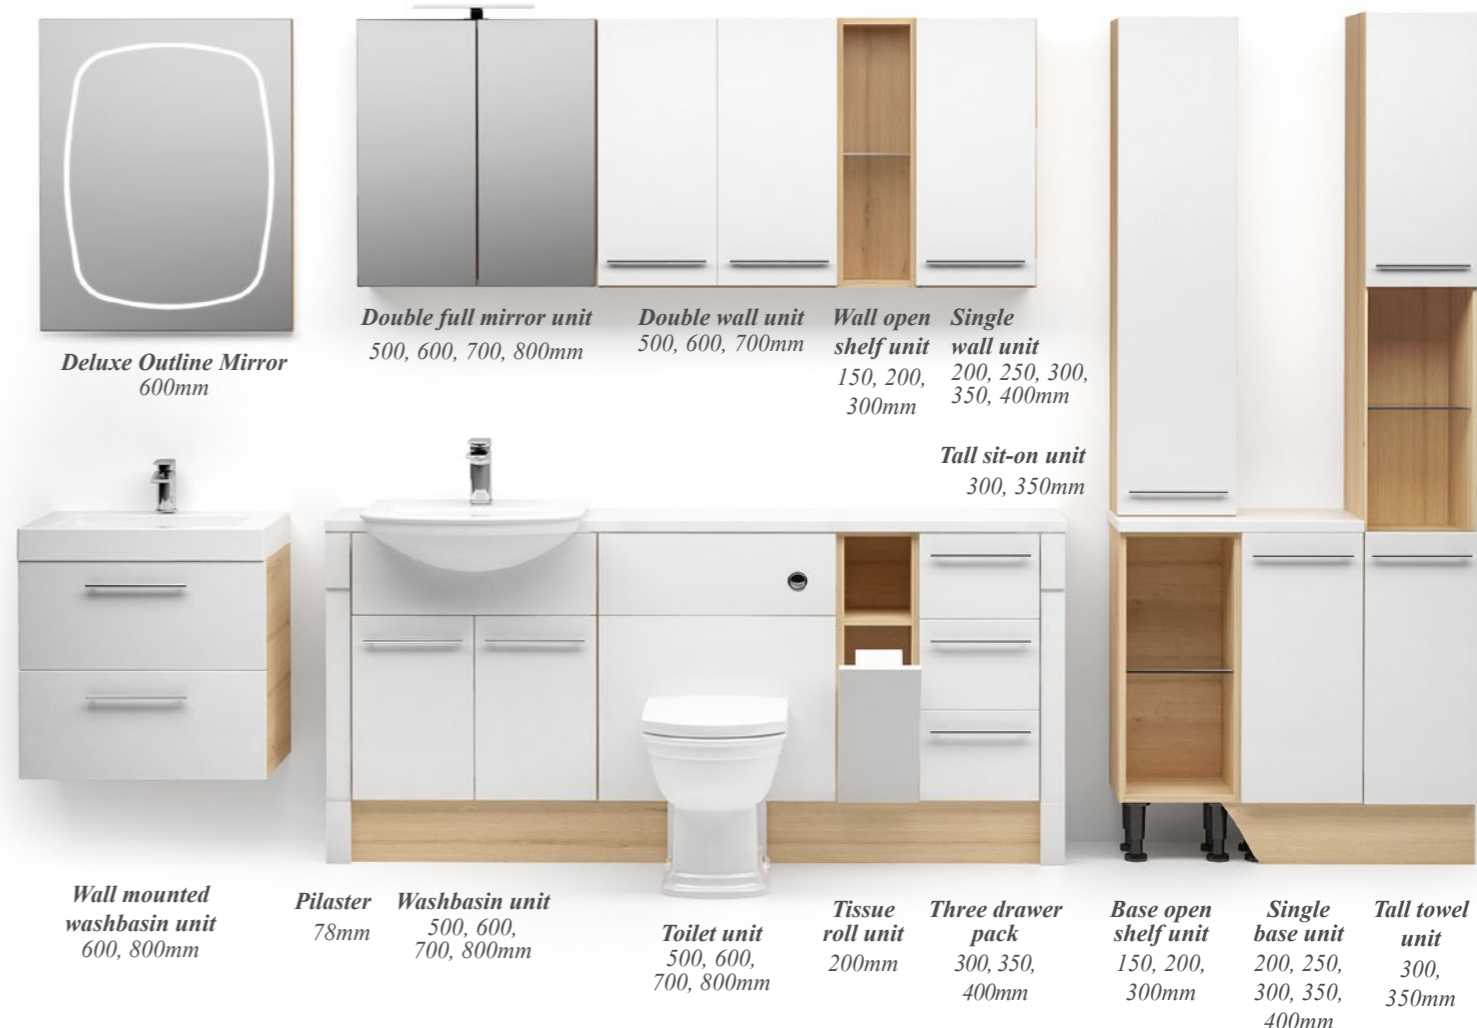 Deluxe Outline Mirror
600mm
Double full mirror unit
500, 600, 700, 800mm
Double wall unit
500, 600, 700mm
Wall open
shelf unit
150, 200,
300mm
Single
wall unit
200, 250, 300,
350, 400mm
Tall sit-on unit
300, 350mm
Wall mounted
washbasin unit
600, 800mm
Pilaster
78mm
Washbasin unit
500, 600,
700, 800mm
Toilet unit
500, 600,
700, 800mm
Tissue
roll unit
200mm
Three drawer
pack
300, 350,
400mm
Base open
shelf unit
150, 200,
300mm
Single
base unit
200, 250,
300, 350,
400mm
Tall towel
unit
300,
350mm